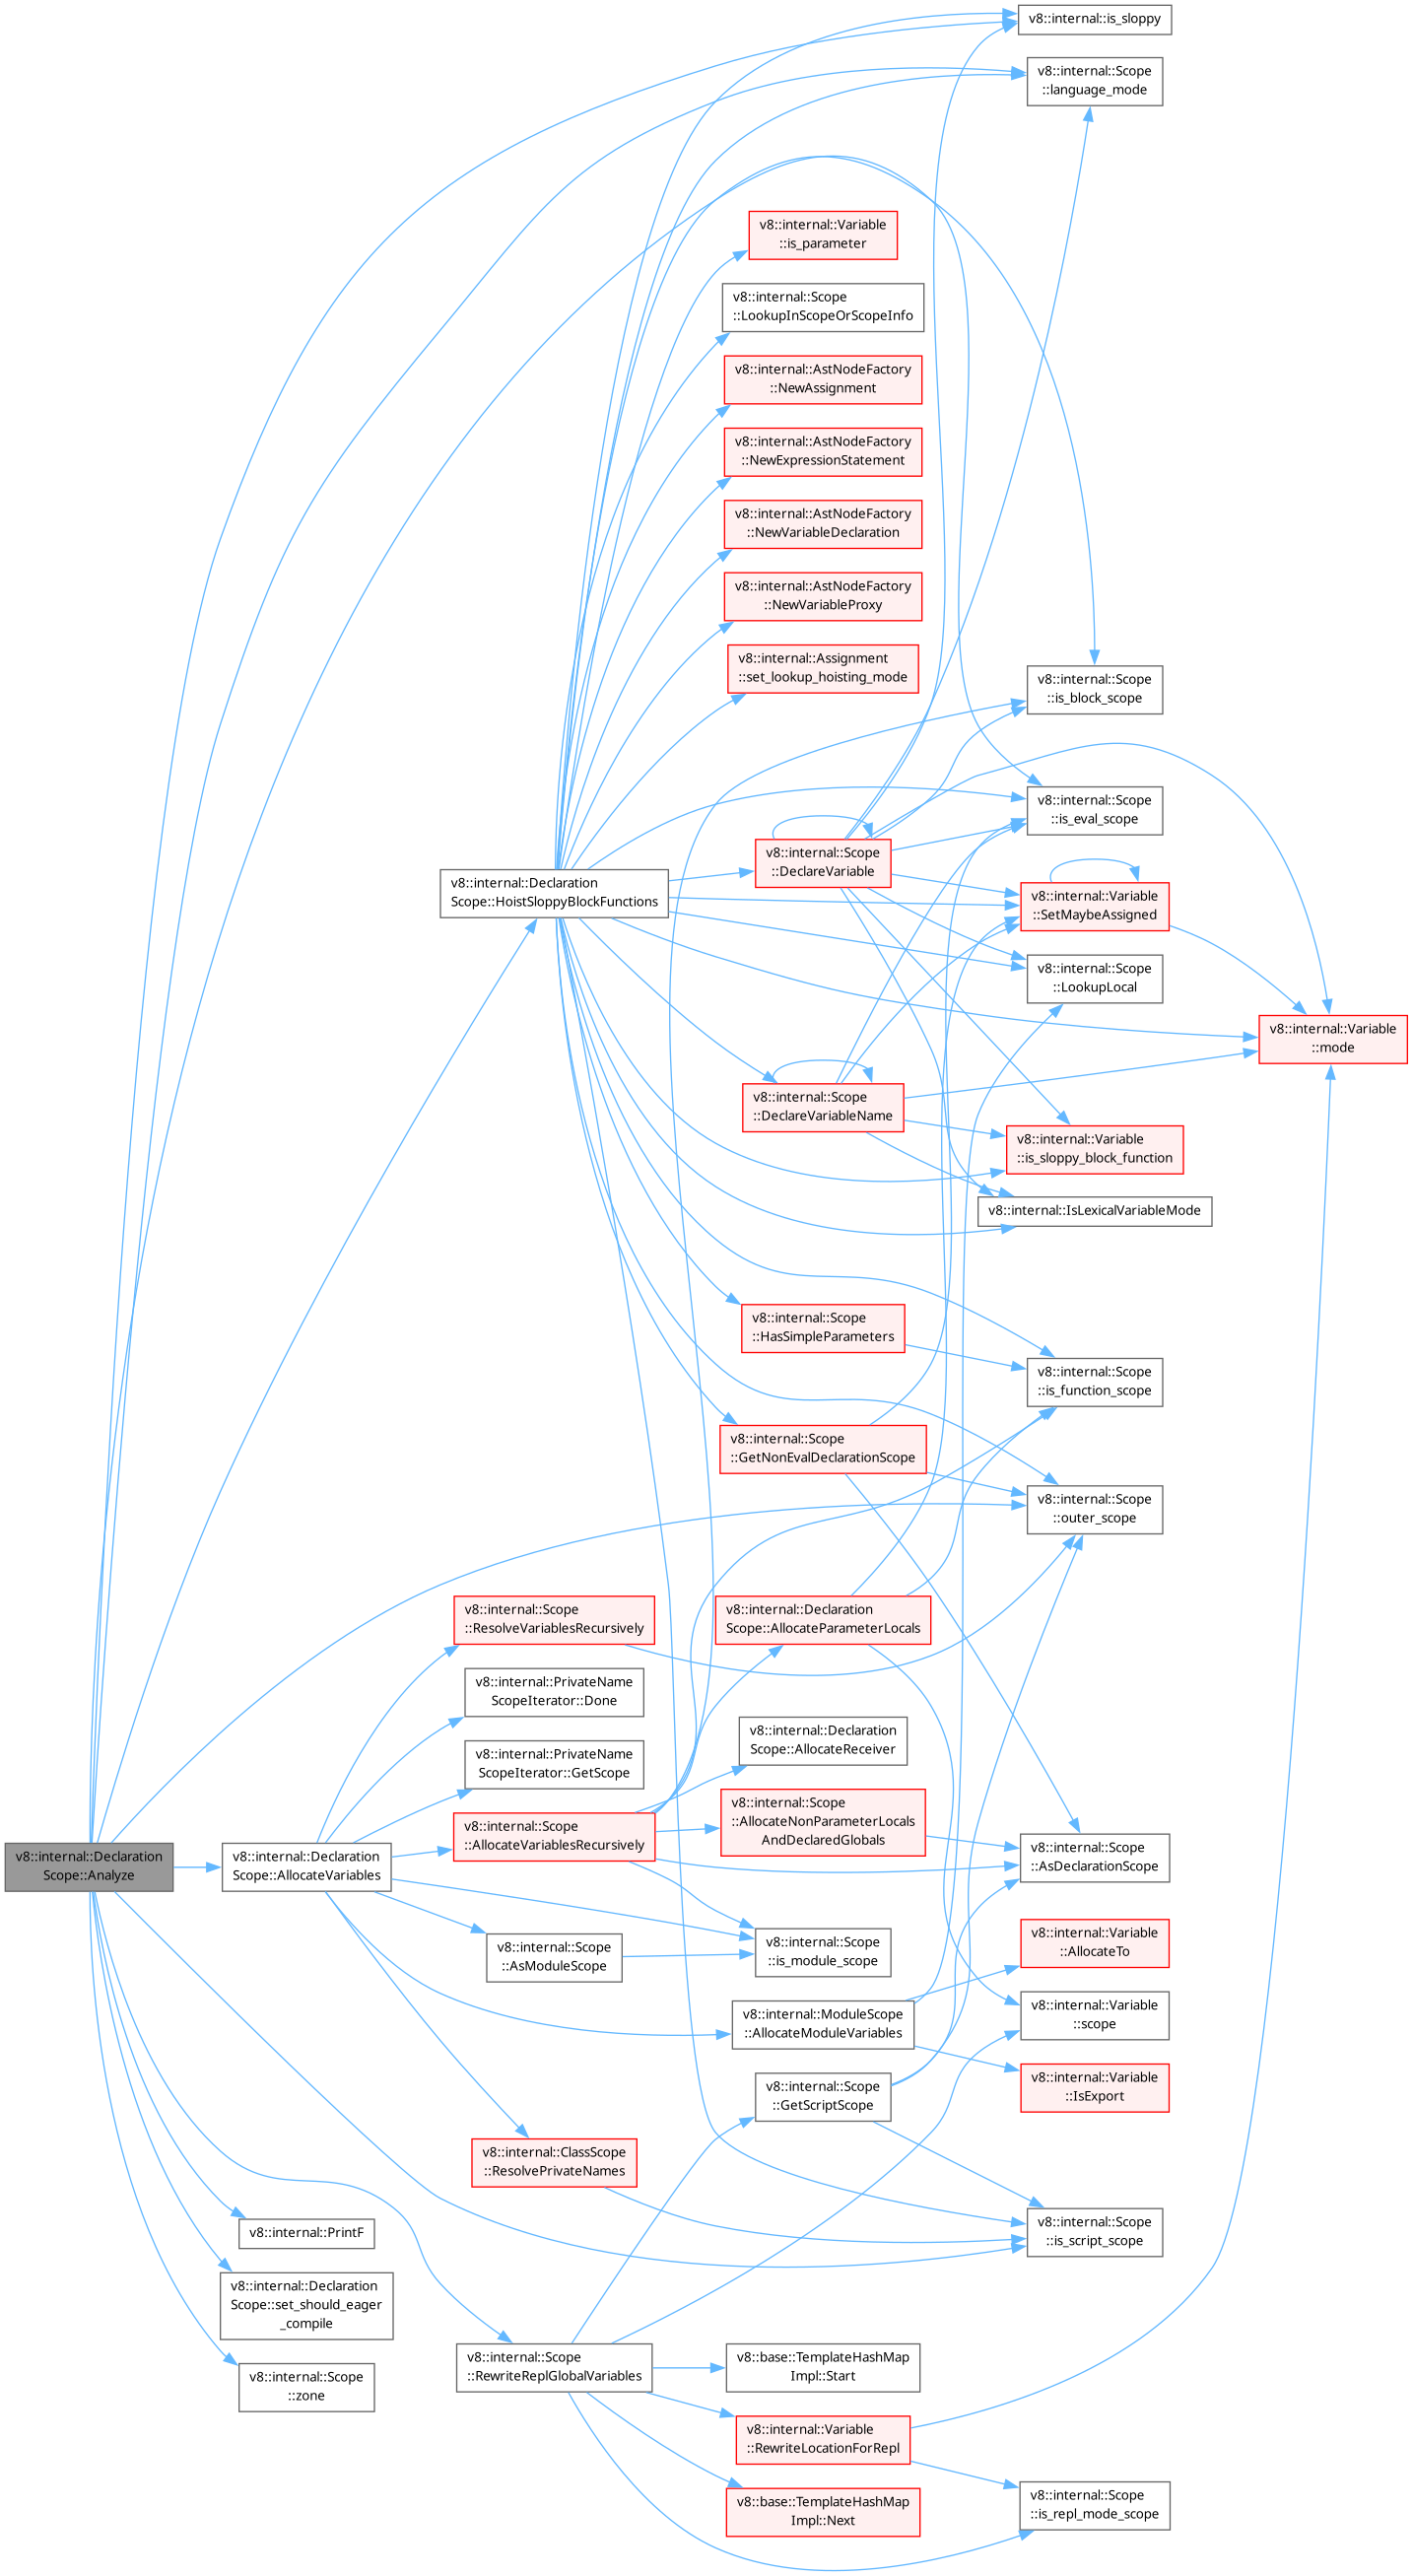 v8::internal::is_sloppy
v8::internal::Scope
::language_mode
v8::internal::Variable
::is_parameter
v8::internal::Scope
::LookupInScopeOrScopeInfo
v8::internal::AstNodeFactory
::NewAssignment
v8::internal::AstNodeFactory
::NewExpressionStatement
v8::internal::AstNodeFactory
::NewVariableDeclaration
v8::internal::AstNodeFactory
::NewVariableProxy
v8::internal::Assignment
::set_lookup_hoisting_mode
v8::internal::Scope
::is_block_scope
v8::internal::Scope
::is_eval_scope
v8::internal::Scope
::DeclareVariable
v8::internal::Declaration
Scope::HoistSloppyBlockFunctions
v8::internal::Variable
::SetMaybeAssigned
v8::internal::Scope
::LookupLocal
v8::internal::Variable
::mode
v8::internal::Scope
::DeclareVariableName
v8::internal::Variable
::is_sloppy_block_function
v8::internal::IsLexicalVariableMode
v8::internal::Scope
::HasSimpleParameters
v8::internal::Scope
::is_function_scope
v8::internal::Scope
::GetNonEvalDeclarationScope
v8::internal::Scope
::outer_scope
v8::internal::Scope
::ResolveVariablesRecursively
v8::internal::Declaration
Scope::AllocateParameterLocals
v8::internal::PrivateName
ScopeIterator::Done
v8::internal::Declaration
Scope::AllocateReceiver
v8::internal::PrivateName
ScopeIterator::GetScope
v8::internal::Scope
::AllocateNonParameterLocals
AndDeclaredGlobals
v8::internal::Scope
::AllocateVariablesRecursively
v8::internal::Declaration
Scope::Analyze
v8::internal::Declaration
Scope::AllocateVariables
v8::internal::Scope
::AsDeclarationScope
v8::internal::Scope
::AsModuleScope
v8::internal::Scope
::is_module_scope
v8::internal::Variable
::AllocateTo
v8::internal::ModuleScope
::AllocateModuleVariables
v8::internal::Variable
::scope
v8::internal::Scope
::GetScriptScope
v8::internal::Variable
::IsExport
v8::internal::ClassScope
::ResolvePrivateNames
v8::internal::PrintF
v8::internal::Scope
::is_script_scope
v8::internal::Declaration
Scope::set_should_eager
_compile
v8::internal::Scope
::zone
v8::internal::Scope
::RewriteReplGlobalVariables
v8::base::TemplateHashMap
Impl::Start
v8::internal::Variable
::RewriteLocationForRepl
v8::base::TemplateHashMap
Impl::Next
v8::internal::Scope
::is_repl_mode_scope